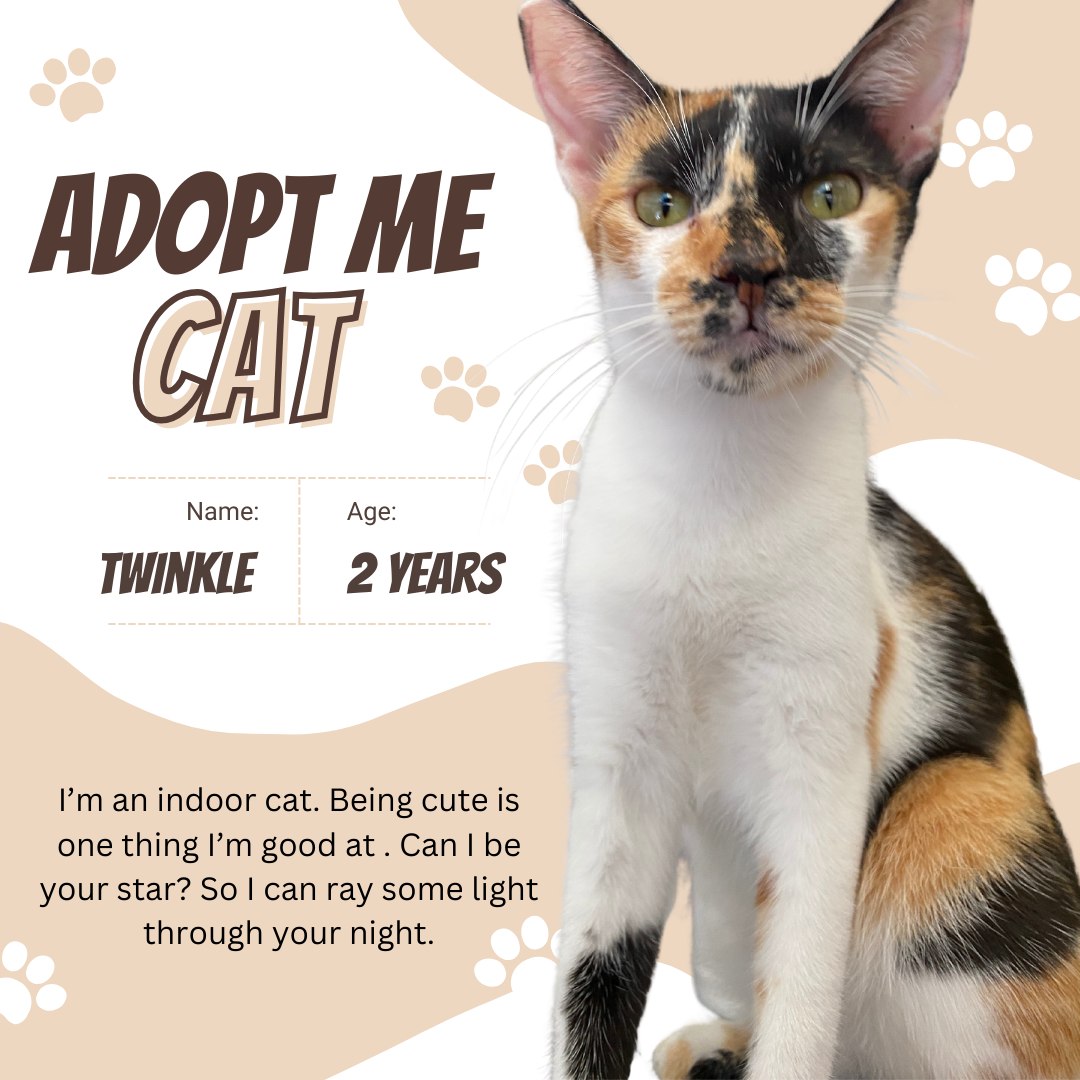 ADOPT ME
CAT
Name:
Age:
TWINKLE
2 YEARS
I’m an indoor cat. Being cute is
one thing I’m good at . Can I be
your star? So I can ray some light
through your night.